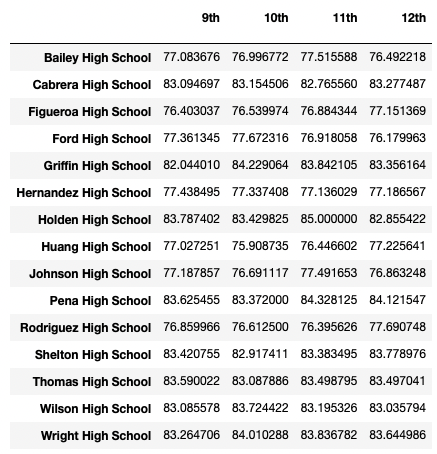 9th 10th 11th 12th
Bailey High School 77.083676 76.996772 77.515588 76.492218
Cabrera High School 83.094697 83.154506 82.765560 83.277487
Figueroa High School 76.403037 76.539974 76.884344 77.151369
Ford High School 77.361345 77.672316 76.918058 76.179963
Griffin High School 82.044010 84.229064 83.842105 83.356164
Hernandez High School 77.438495 77.337408 77.136029 77.186567
Holden High School 83.787402 83.429825 85.000000 82.855422
Huang High School 77.027251 75.908735 76.446602 77.225641
Johnson High School 77.187857 76.691117 77.491653 76.863248
Pena High School 83.625455 83.372000 84.328125 84.121547
Rodriguez High School 76.859966 76.612500 76.395626 77.690748
Shelton High School 83.420755 82.917411 83.383495 83.778976
Thomas High School 83.590022 83.087886 83.498795 83.497041
Wilson High School 83.085578 83.724422 83.195326 83.035794
Wright High School 83.264706 84.010288 83.836782 83.644986